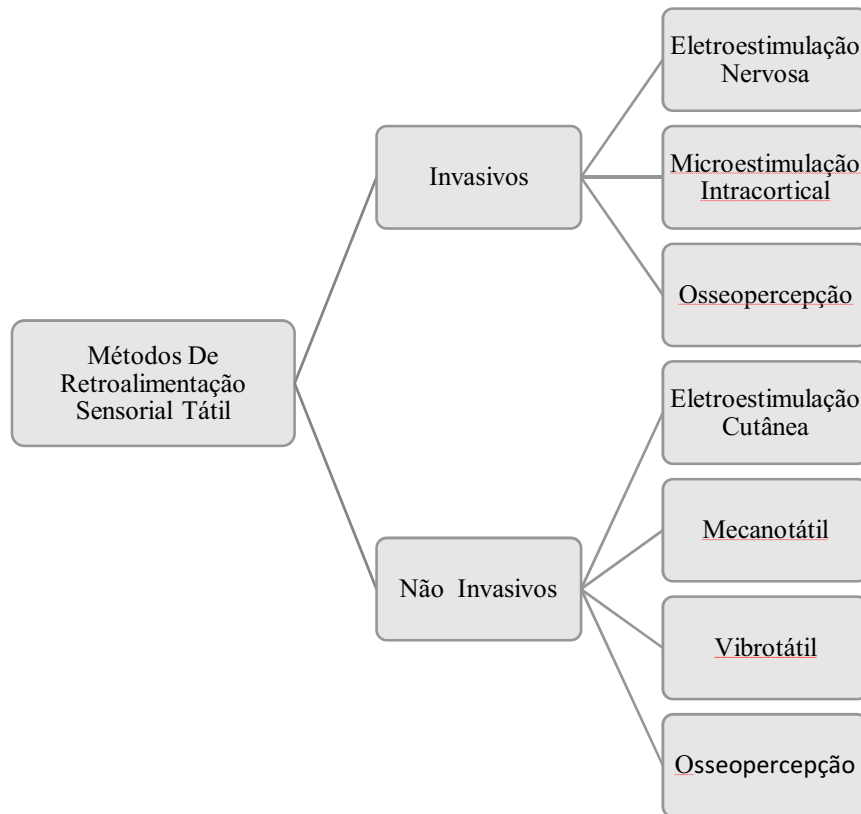 Métodos De
Retroalimentação
Sensorial Tátil
Invasivos
Eletroestimulação
Nervosa
Microestimulação
Intracortical
Osseopercepção
Não Invasivos
Eletroestimulação
Cutânea
Mecanotátil
Vibrotátil
Osseopercepção